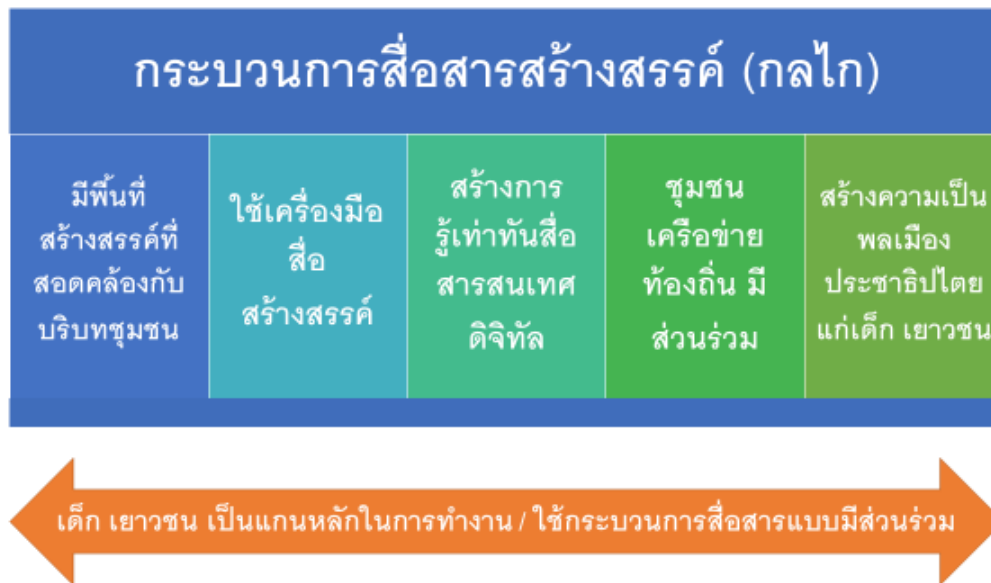 กระบวนการสื่อสารสร้างสรรค์ (กลไก)
มีพื้นที่
สร้างสรรค์ที่
สอดคล้องกับ
บริบทชุมชน
ใช้เครื่องมือ
สื่อ
สร้างสรรค์
สร้างการ
รู้เท่าทันสื่อ
สารสนเทศ
ดิจิทัล
ชุมชน
เครือข่าย
ท้องถิ่น มี
ส่วนร่วม
สร้างความเป็น
พลเมือง
ประชาธิปไตย
แก่เด็ก เยาวชน
เด็ก เยาวชน เป็นแกนหลักในการทำงาน / ใช้กระบวนการสื่อสารแบบมีส่วนร่วม